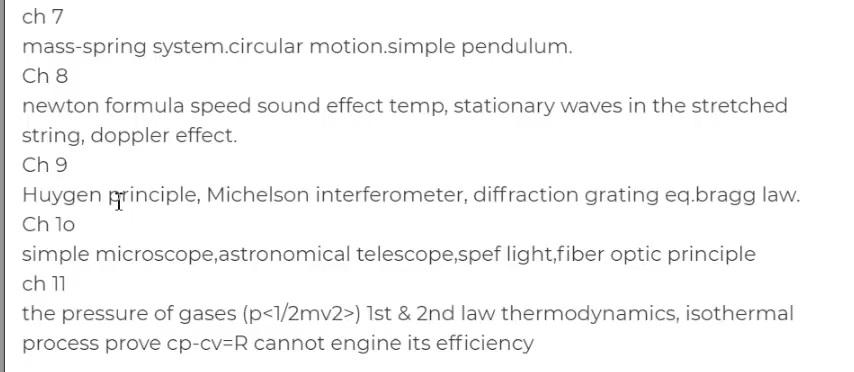 ch 7
mass-spring system.circular motion.simple pendulum.
Ch 8
newton formula speed sound effect temp, stationary waves in the stretched
string, doppler effect.
Ch 9
Huygen principle, Michelson interferometer, diffraction grating eq.bragg law.
Ch 1o
simple microscope,astronomical telescope,spef light,fiber optic principle
ch 11
the pressure of gases (p<1/2mv2>) 1st & 2nd law thermodynamics, isothermal
process prove cp-cv=R cannot engine its efficiency